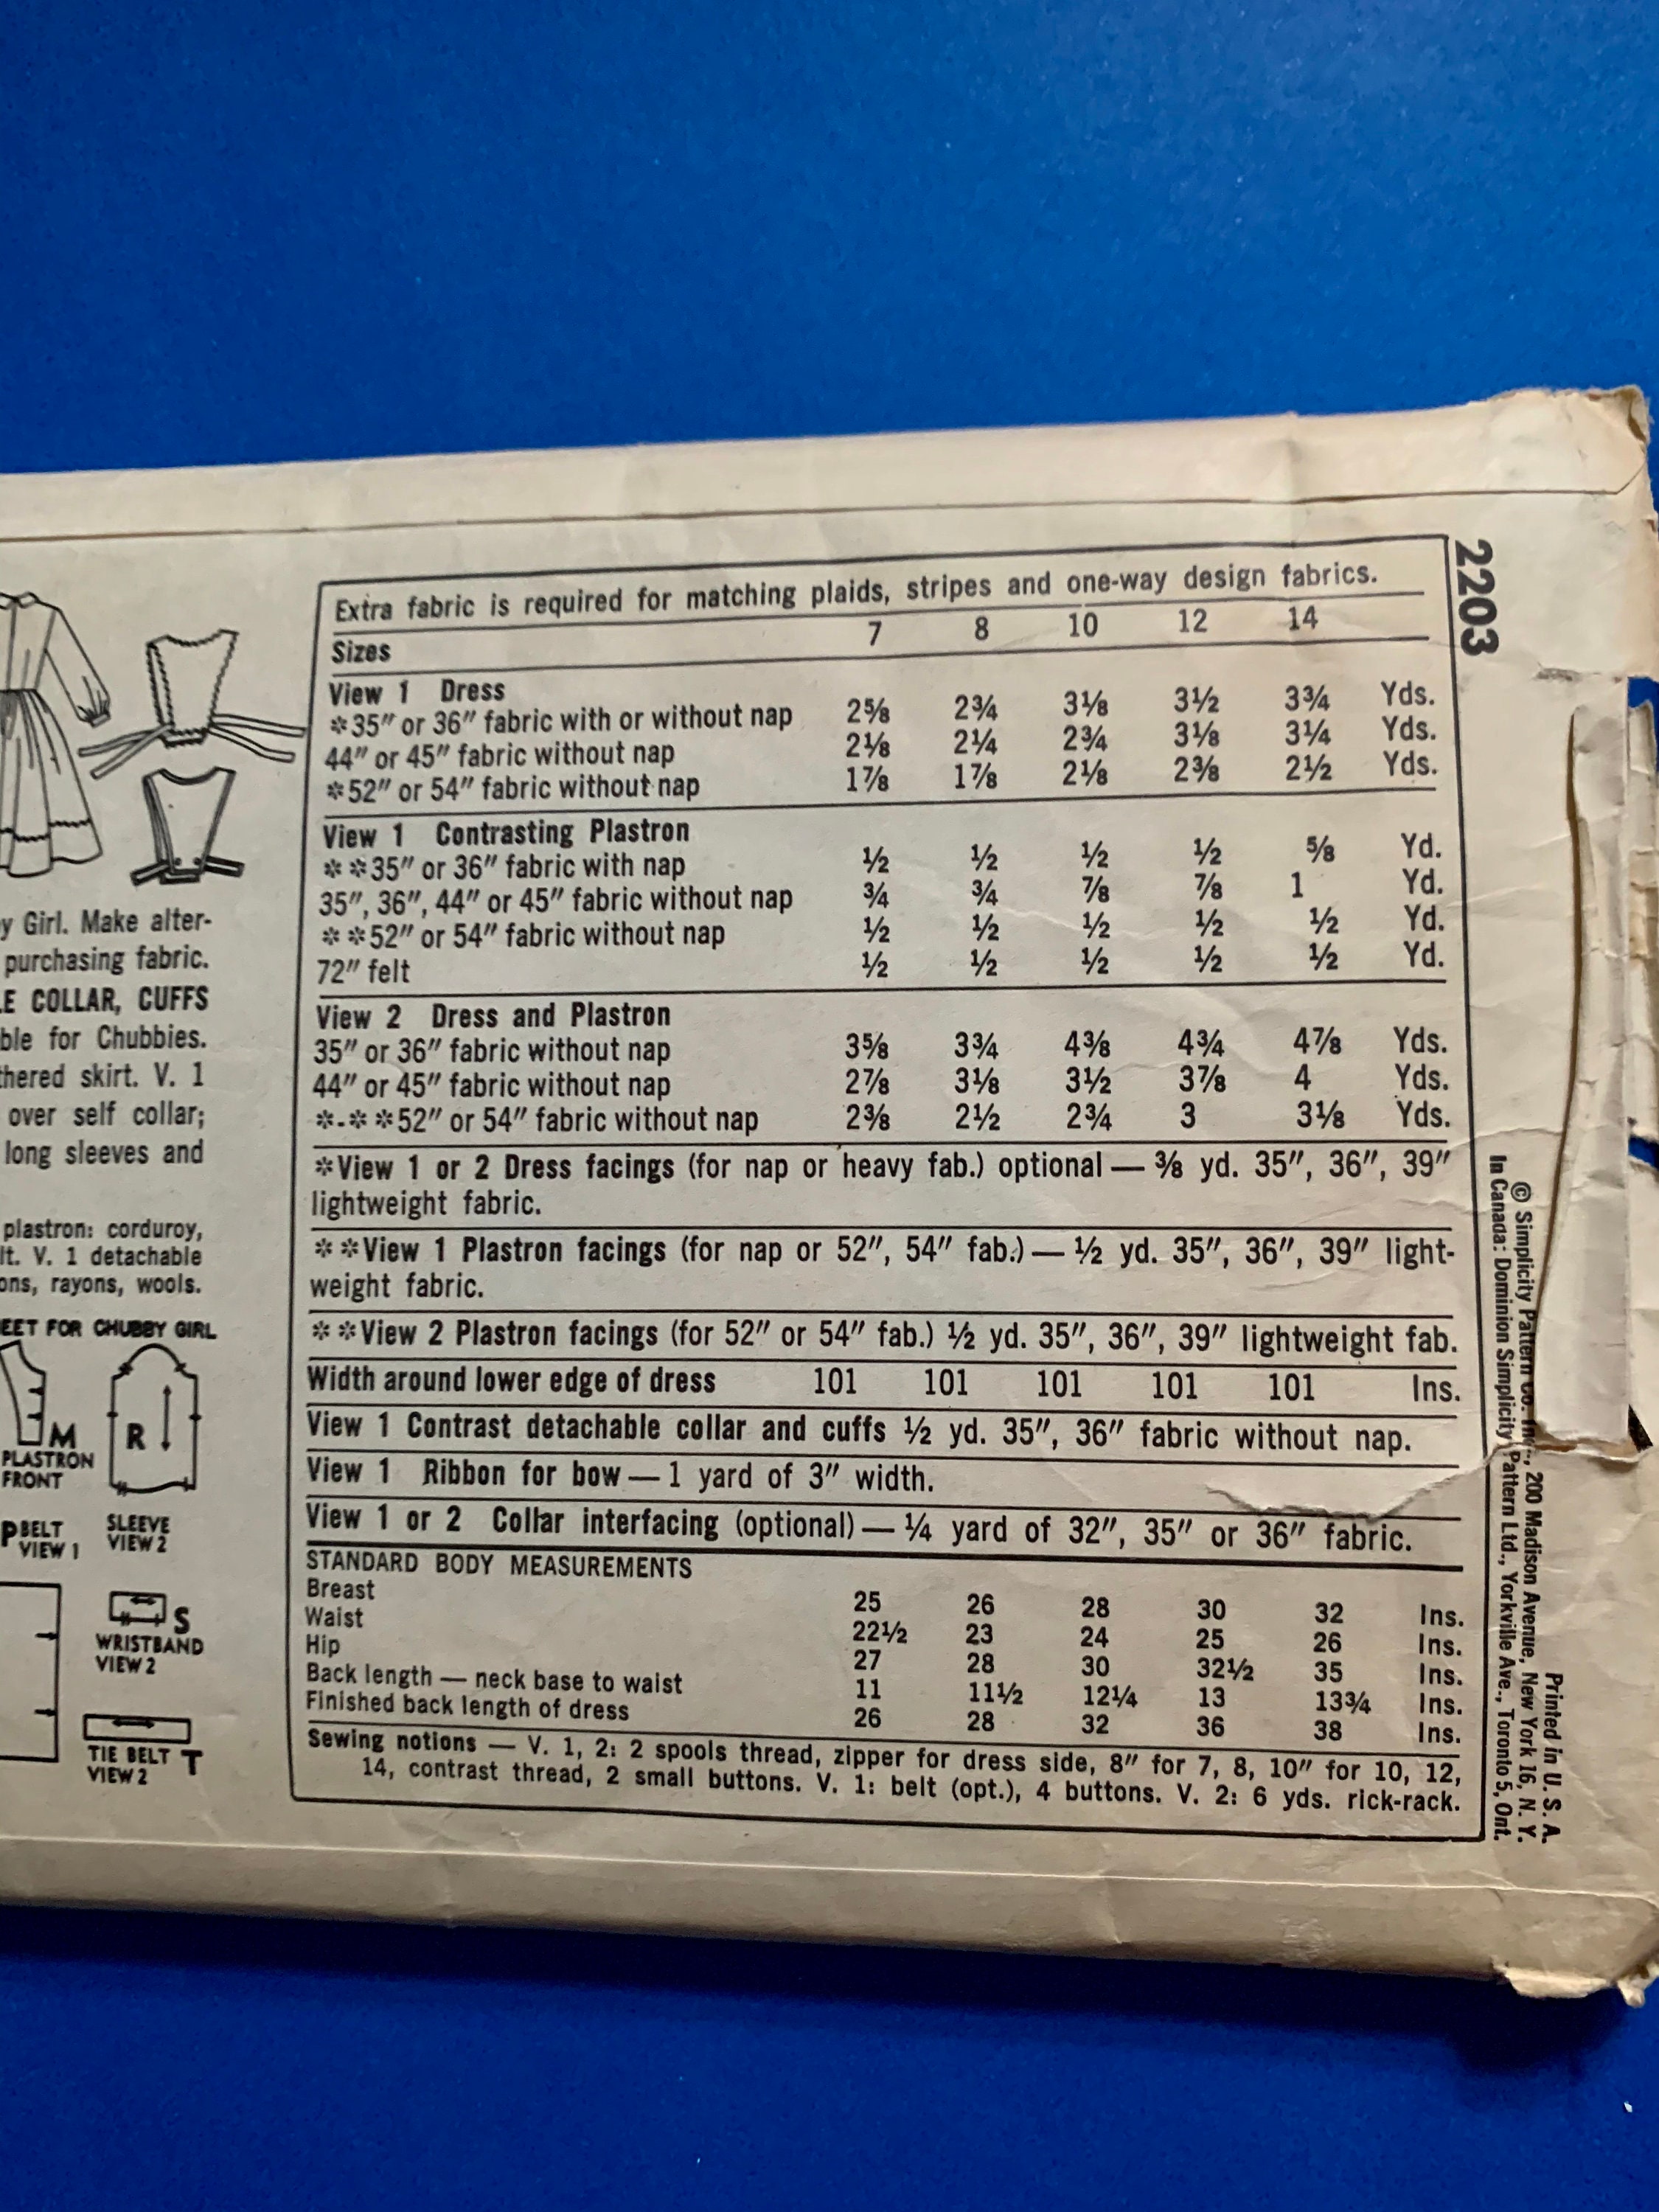 2203
Extra fabric is required for matching plaids, stripes and one-way design fabrics.
Sizes 7 8 10 12 14
View 1 Dress
*35" or 36" fabric with or without nap 2⅝ 2¾ 3⅛ 3½ 3¾ Yds.
44" or 45" fabric without nap 2⅛ 2¼ 2¾ 3⅛ 3¼ Yds.
*52" or 54" fabric without nap 1⅞ 1⅞ 2⅛ 2⅜ 2½ Yds.
View 1 Contrasting Plastron
**35" or 36" fabric with nap ½ ½ ½ ½ ⅝ Yd.
35", 36", 44" or 45" fabric without nap ¾ ¾ ⅞ ⅞ 1 Yd.
**52" or 54" fabric without nap ½ ½ ½ ½ ½ Yd.
72" felt ½ ½ ½ ½ ½ Yd.
View 2 Dress and Plastron
35" or 36" fabric without nap 3⅝ 3¾ 4⅜ 4¾ 4⅞ Yds.
44" or 45" fabric without nap 2⅞ 3⅛ 3½ 3⅞ 4 Yds.
*-**52" or 54" fabric without nap 2⅜ 2½ 2¾ 3 3⅛ Yds.
*View 1 or 2 Dress facings (for nap or heavy fab.) optional — ⅜ yd. 35", 36", 39"
lightweight fabric.
**View 1 Plastron facings (for nap or 52", 54" fab.) — ½ yd. 35", 36", 39" light-
weight fabric.
**View 2 Plastron facings (for 52" or 54" fab.) ½ yd. 35", 36", 39" lightweight fab.
Width around lower edge of dress 101 101 101 101 101 Ins.
View 1 Contrast detachable collar and cuffs ½ yd. 35", 36" fabric without nap.
View 1 Ribbon for bow — 1 yard of 3" width.
View 1 or 2 Collar interfacing (optional) — ¼ yard of 32", 35" or 36" fabric.
STANDARD BODY MEASUREMENTS
Breast 25 26 28 30 32 Ins.
Waist 22½ 23 24 25 26 Ins.
Hip 27 28 30 32½ 35 Ins.
Back length — neck base to waist 11 11½ 12¼ 13 13¾ Ins.
Finished back length of dress 26 28 32 36 38 Ins.
Sewing notions — V. 1, 2: 2 spools thread, zipper for dress side, 8" for 7, 8, 10" for 10, 12,
14, contrast thread, 2 small buttons. V. 1: belt (opt.), 4 buttons. V. 2: 6 yds. rick-rack.
y Girl. Make alter-
purchasing fabric.
E COLLAR, CUFFS
ble for Chubbies.
thered skirt. V. 1
over self collar;
long sleeves and
plastron: corduroy,
lt. V. 1 detachable
ons, rayons, wools.
EET FOR CHUBBY GIRL
M
PLASTRON
FRONT
R
SLEEVE
VIEW 2
P BELT
VIEW 1
S
WRISTBAND
VIEW 2
TIE BELT T
VIEW 2
Printed in U. S. A.
© Simplicity Pattern Co. Inc., 200 Madison Avenue, New York 16, N. Y.
In Canada: Dominion Simplicity Pattern Ltd., Yorkville Ave., Toronto 5, Ont.